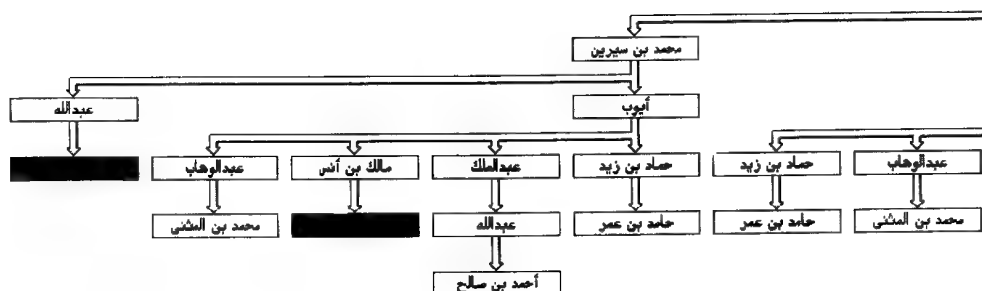 محمد بن سيرين
أيوب
عبدالله
عبدالوهاب
حماد بن زيد
حماد بن زيد
عبدالملك
مالك بن أنس
عبدالوهاب
محمد بن المثنى
حامد بن عمر
حامد بن عمر
عبدالله
محمد بن المثنى
أحمد بن صالح